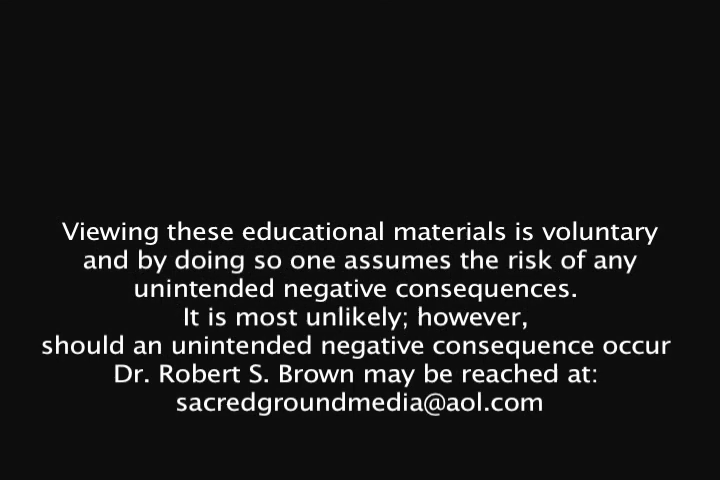 Viewing these educational materials is voluntary
and by doing so one assumes the risk of any
unintended negative consequences.
It is most unlikely; however,
should an unintended negative consequence occur
Dr. Robert S. Brown may be reached at:
sacredgroundmedia@aol.com